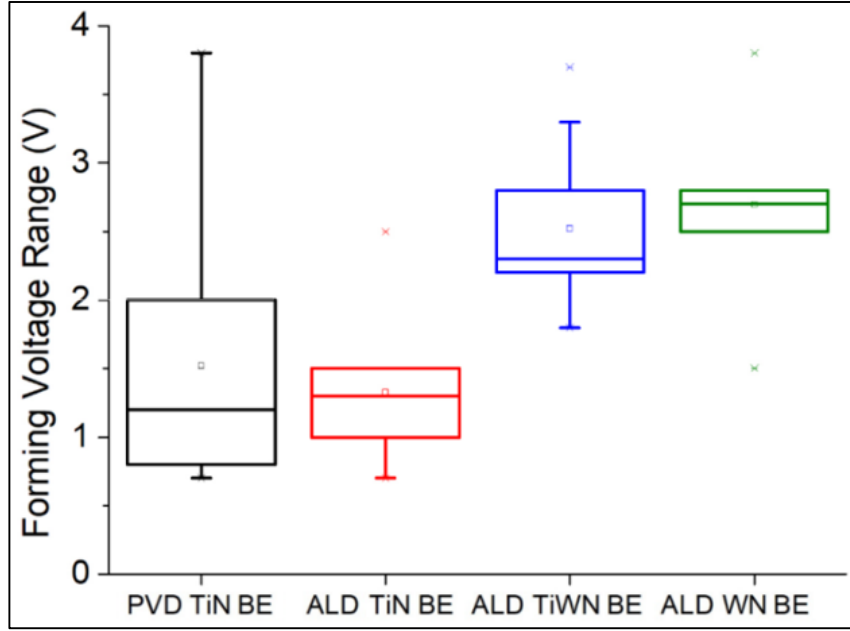 Forming Voltage Range (V)
4
3
2
1
0
PVD TiN BE ALD TiN BE ALD TiWN BE ALD WN BE